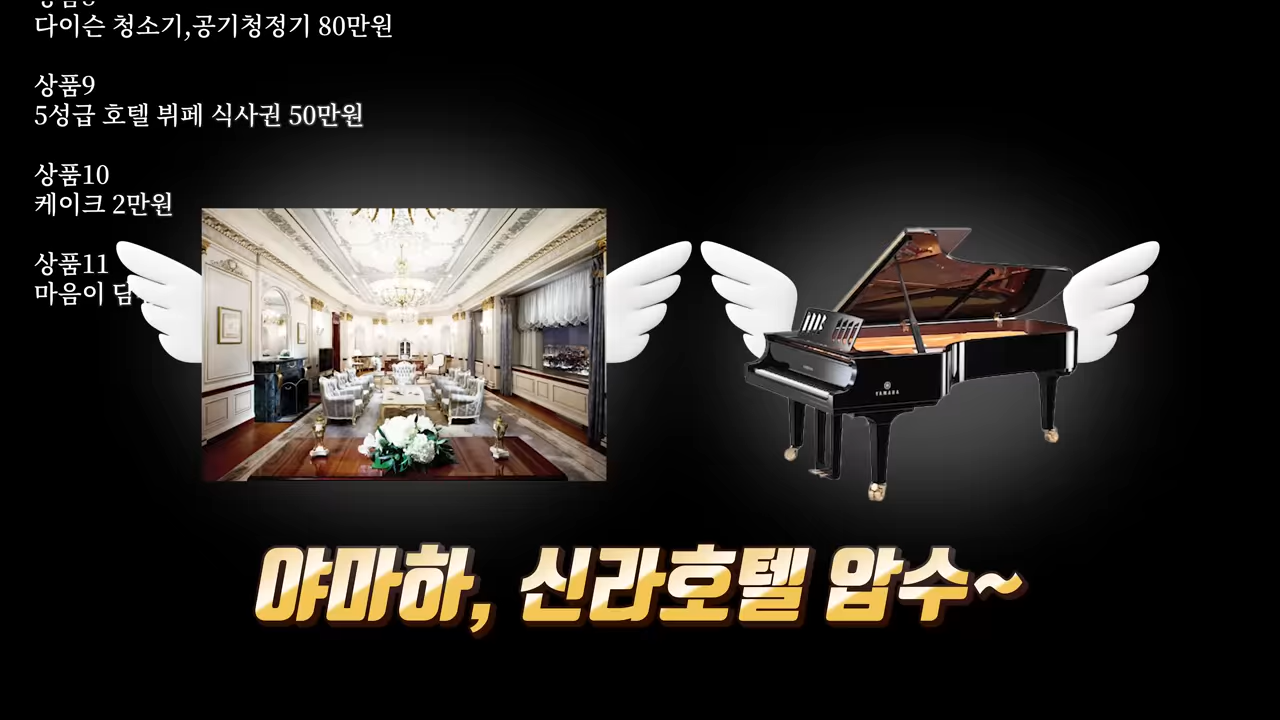 다이슨 청소기,공기청정기 80만원
상품9
5성급 호텔 뷔페 식사권 50만원
상품10
케이크 2만원
상품11
마음이 담
YAMAHA
야마하, 신라호텔 압수~